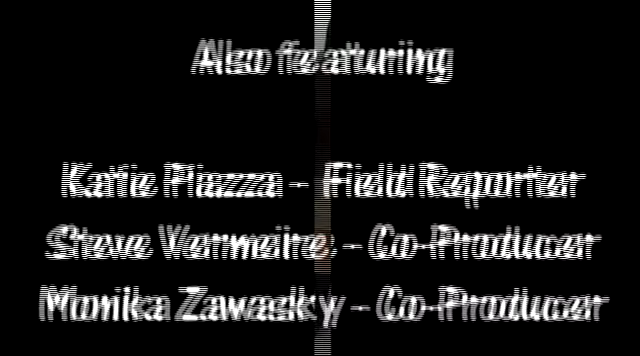 Also featuring
Katie Piazza - Field Reporter
Steve Vermeire - Co-Producer
Monika Zawasky - Co-Producer